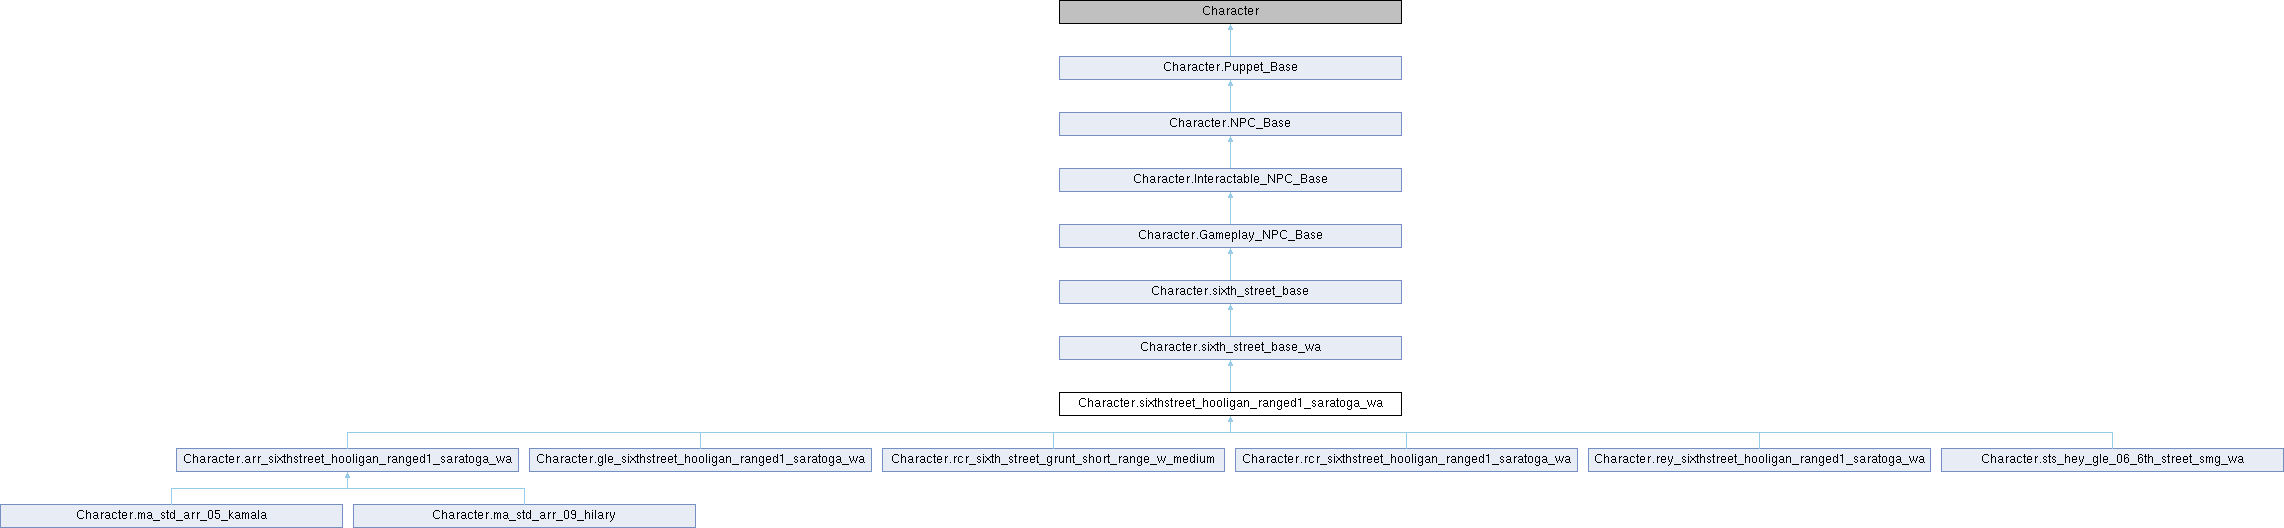 Character
Character.Puppet_Base
Character.NPC_Base
Character.Interactable_NPC_Base
Character.Gameplay_NPC_Base
Character.sixth_street_base
Character.sixth_street_base_wa
Character.sixthstreet_hooligan_ranged1_saratoga_wa
Character.arr_sixthstreet_hooligan_ranged1_saratoga_wa
Character.gle_sixthstreet_hooligan_ranged1_saratoga_wa
Character.rcr_sixth_street_grunt_short_range_w_medium
Character.rcr_sixthstreet_hooligan_ranged1_saratoga_wa
Character.rey_sixthstreet_hooligan_ranged1_saratoga_wa
Character.sts_hey_gle_06_6th_street_smg_wa
Character.ma_std_arr_05_kamala
Character.ma_std_arr_09_hilary